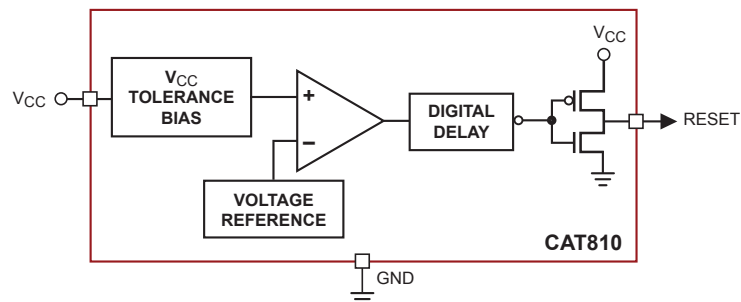 VCC
VCC
TOLERANCE
BIAS
+
−
VOLTAGE
REFERENCE
DIGITAL
DELAY
VCC
RESET
CAT810
GND